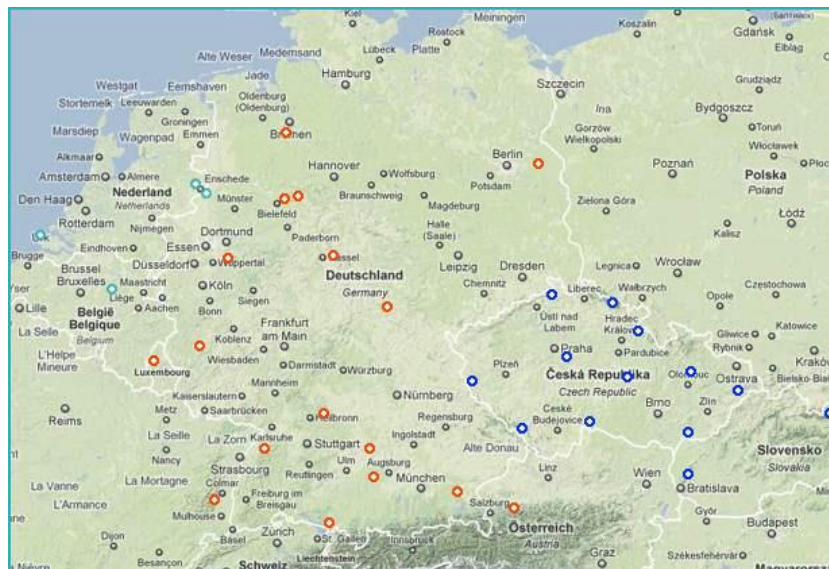 Kiel
Meiningen
Rostock
Koszalin
Gdańsk
Elbląg
Alte Weser
Medemsand
Lübeck
Platte
Hamburg
Szczecin
Grudziądz
Westgat
Eemshaven
Jade
Oldenburg
(Oldenburg)
Stortemelk
Leeuwarden
Groningen
Ina
Bydgoszcz
Marsdiep
Wagenpad
Emmen
Bremen
Gorzów
Wielkopolski
Toruń
Alkmaar
Berlin
Włocławek
Amsterdam
Almere
Enschede
Hannover
Wolfsburg
Poznań
Polska
Poland
Nederland
Netherlands
Braunschweig
Potsdam
Den Haag
Münster
Bielefeld
Magdeburg
Zielona Góra
Łódź
Rotterdam
Nijmegen
Paderborn
Halle
(Saale)
Kalisz
Eindhoven
Dortmund
Essen
Leipzig
Legnica
Wrocław
Brugge
Düsseldorf
Wuppertal
Kassel
Deutschland
Germany
Dresden
Brussel
Bruxelles
Maastricht
Köln
Chemnitz
Liberec
Wałbrzych
Częstochowa
Liège
Aachen
Bonn
Siegen
Opole
Lille
België
Belgique
Belgium
Koblenz
Frankfurt
am Main
Ústí nad
Labem
Hradec
Králové
Gliwice
Katowice
La Selle
Wiesbaden
Praha
Pardubice
Rybnik
Kraków
L'Helpe
Mineure
Luxembourg
Darmstadt
Würzburg
Plzeň
Česká Republika
Czech Republic
Olomouc
Ostrava
Bielsko-Biała
Mannheim
Kaiserslautern
Nürnberg
Brno
Zlín
Reims
Metz
Saarbrücken
Heilbronn
Regensburg
České
Budejovice
La Seille
La Zorn
Karlsruhe
Stuttgart
Ingolstadt
Alte Donau
Slovensko
Slovakia
Nancy
Strasbourg
Reutlingen
Ulm
Augsburg
Linz
Wien
La Vanne
La Mortagne
Colmar
München
Bratislava
L'Armance
Freiburg im
Breisgau
Salzburg
Mulhouse
Győr
Dijon
Basel
Zürich
St. Gallen
Österreich
Austria
Budapest
Besançon
Schweiz
Liechtenstein
Innsbruck
Graz
Székesfehérvár